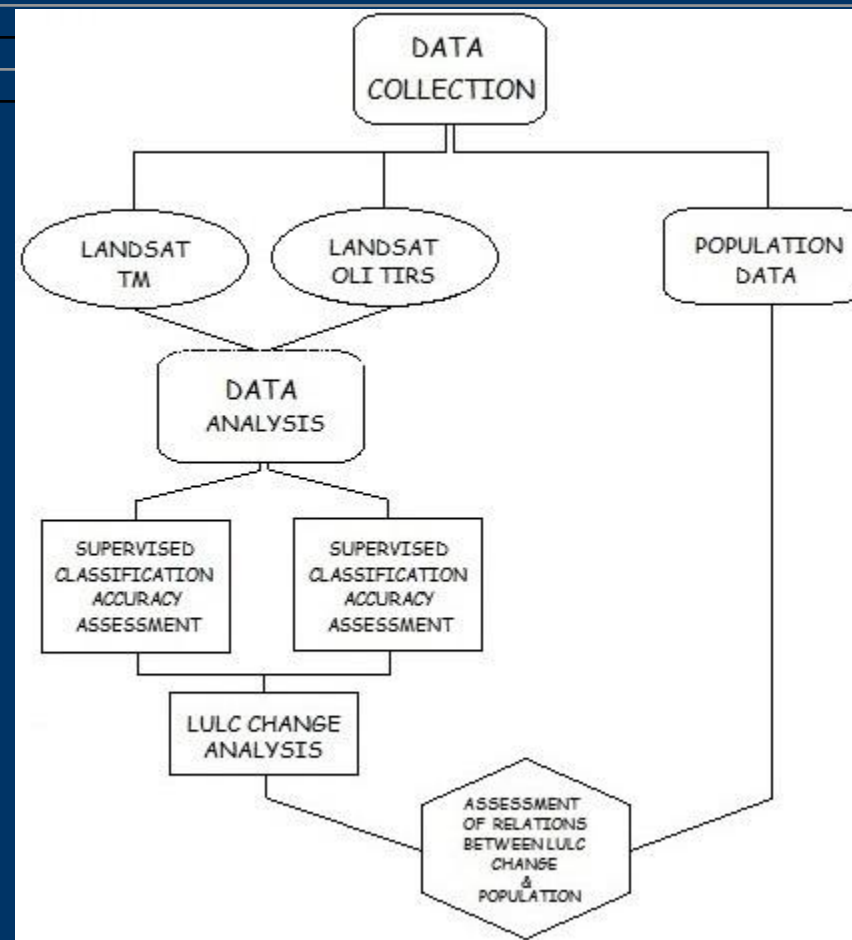 DATA
COLLECTION
LANDSAT
TM
LANDSAT
OLI TIRS
POPULATION
DATA
DATA
ANALYSIS
SUPERVISED
CLASSIFICATION
ACCURACY
ASSESSMENT
SUPERVISED
CLASSIFICATION
ACCURACY
ASSESSMENT
LULC CHANGE
ANALYSIS
ASSESSMENT
OF RELATIONS
BETWEEN LULC
CHANGE
&
POPULATION